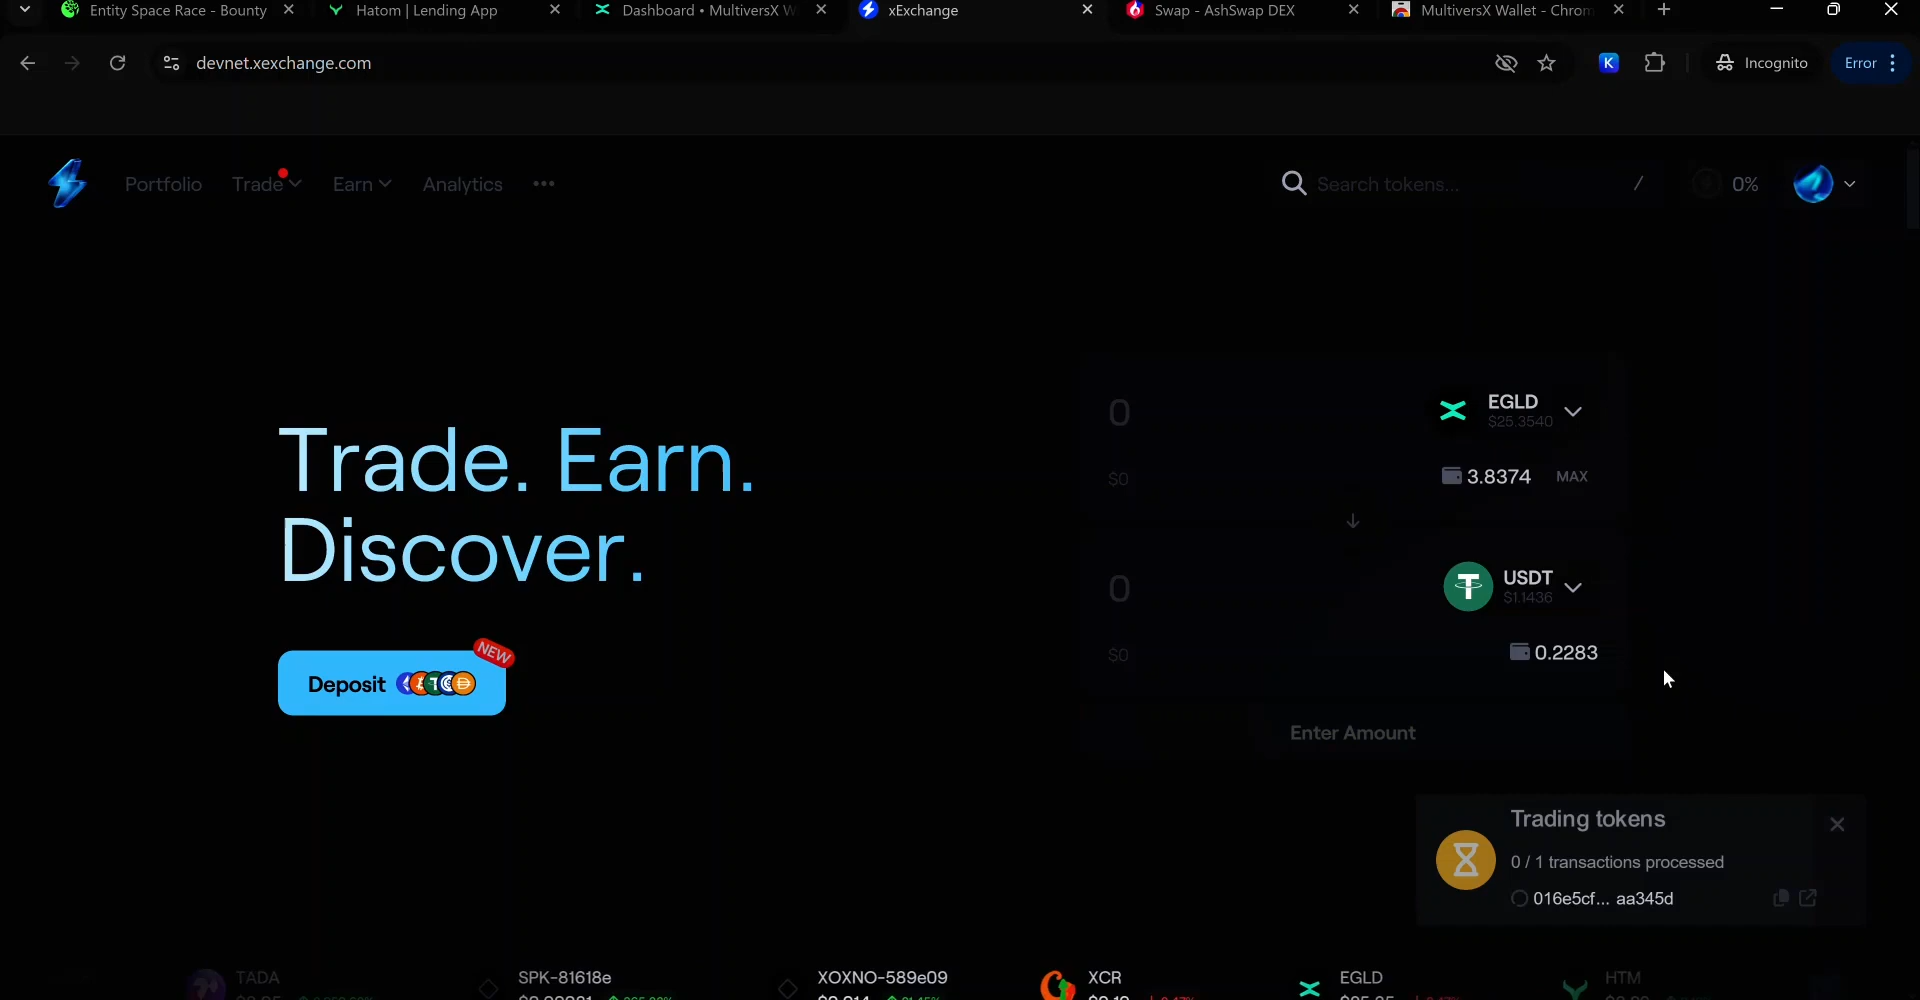 Entity Space Race - Bounty
Hatom | Lending App
Dashboard • MultiversX W
xExchange
Swap - AshSwap DEX
MultiversX Wallet - Chrom
devnet.xexchange.com
K
Incognito
Error
Portfolio
Trade
Earn
Analytics
Search tokens...
/
0%
Trade. Earn.
Discover.
NEW
Deposit
0
EGLD
$25.3540
$0
3.8374
MAX
0
USDT
$1.1436
$0
0.2283
Enter Amount
Trading tokens
0 / 1 transactions processed
016e5cf... aa345d
TADA
SPK-81618e
XOXNO-589e09
XCR
EGLD
HTM